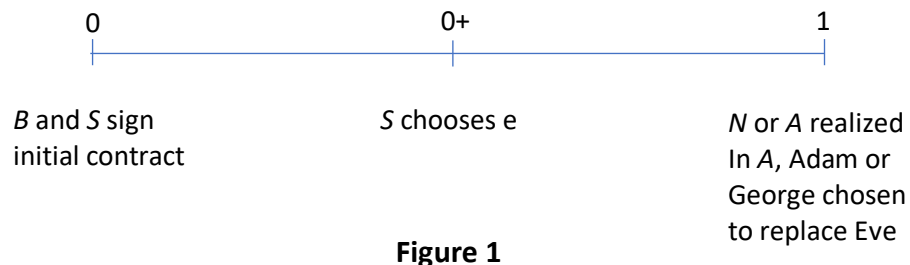 0
0+
1
B and S sign
initial contract
S chooses e
N or A realized
In A, Adam or
George chosen
to replace Eve
Figure 1